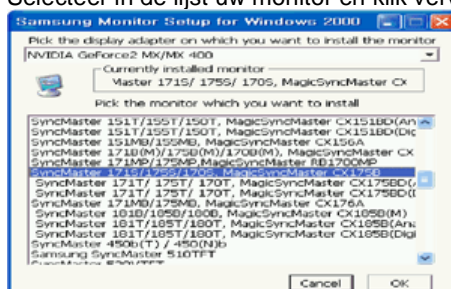 Selecteer in de lijst uw monitor en klik ver
Samsung Monitor Setup for Windows 2000
Pick the display adapter on which you want to install the monitor
NVIDIA GeForce2 MX/MX 400
Currently installed monitor
Master 171S/ 175S/ 170S, MagicSyncMaster CX
Pick the monitor which you want to install
SyncMaster 151T/155T/150T, MagicSyncMaster CX151BD(An
SyncMaster 151T/155T/150T, MagicSyncMaster CX151BD(Dig
SyncMaster 151MB/155MB, MagicSyncMaster CX156A
SyncMaster 171B(M)/175B(M)/170B(M), MagicSyncMaster CX
SyncMaster 171MP/175MP,MagicSyncMaster RB1700MP
SyncMaster 171S/175S/170S, MagicSyncMaster CX175B
SyncMaster 171T/ 175T/ 170T, MagicSyncMaster CX175BD(
SyncMaster 171T/ 175T/ 170T, MagicSyncMaster CX175BD(
SyncMaster 171MB/175MB, MagicSyncMaster CX176A
SyncMaster 181B/185B/180B, MagicSyncMaster CX185B(M)
SyncMaster 181T/185T/180T, MagicSyncMaster CX185B(Ana
SyncMaster 181T/185T/180T, MagicSyncMaster CX185B(Digi
SyncMaster 450b(T) / 450(N)b
Samsung SyncMaster 510TFT
Cancel
OK